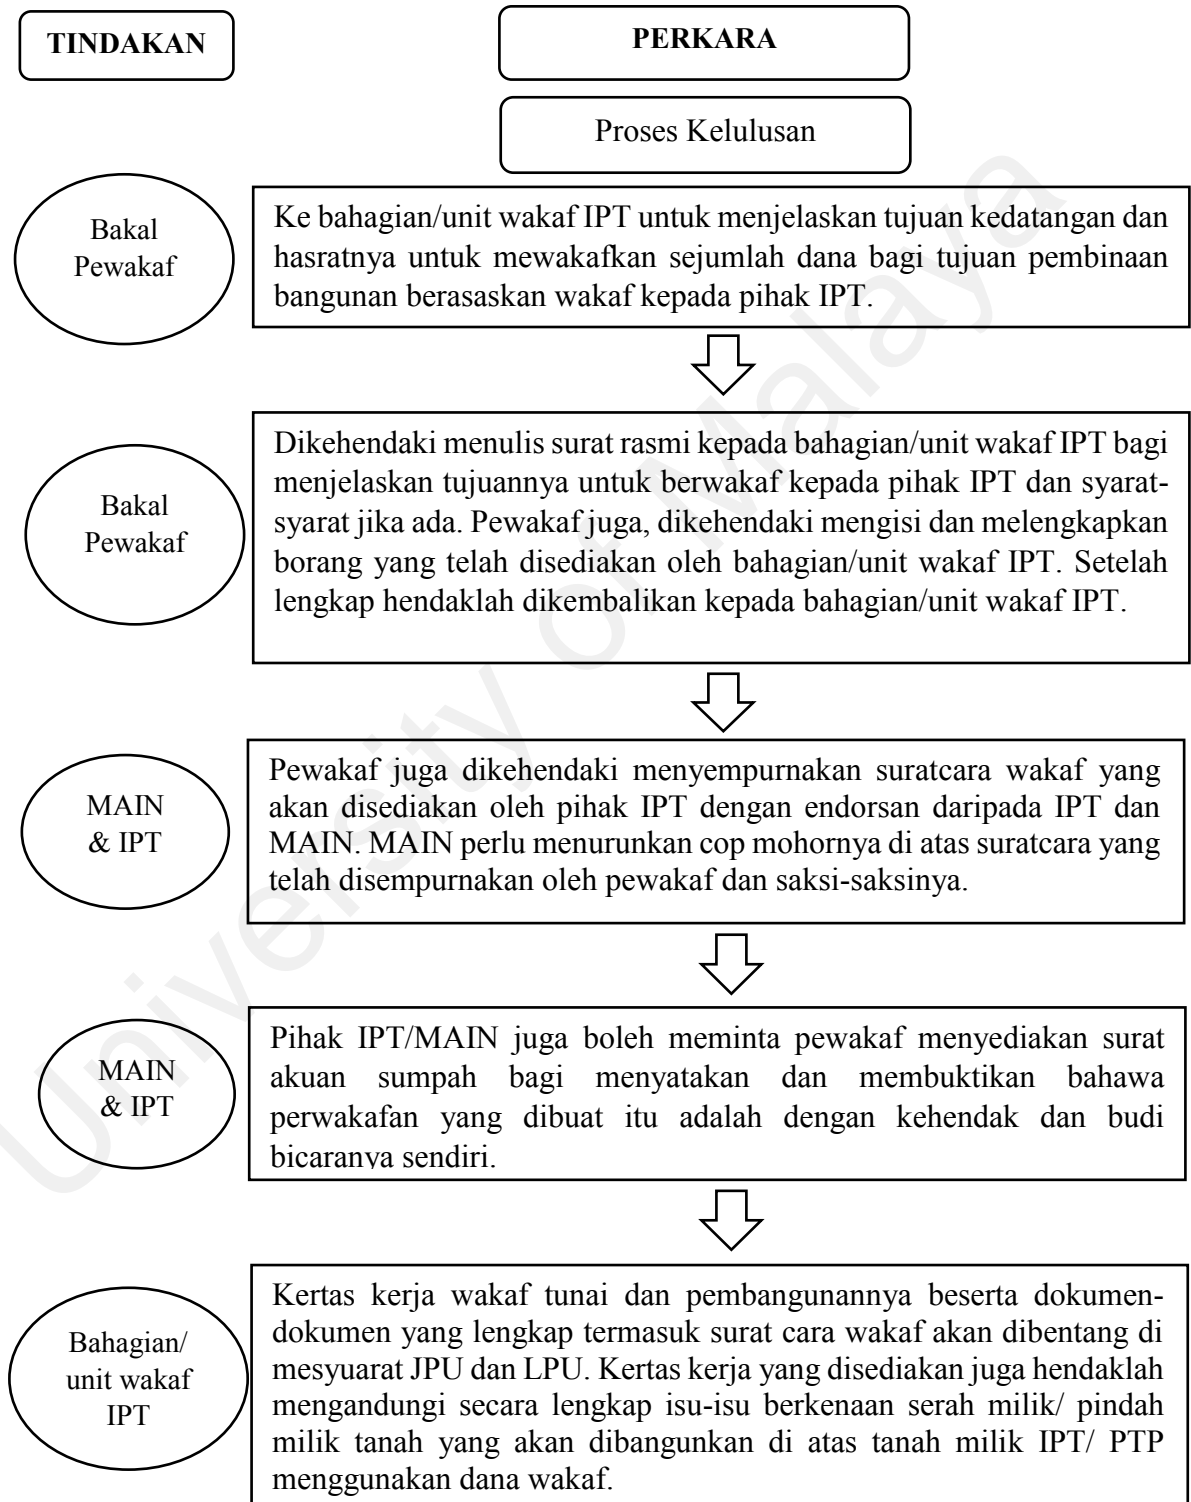 TINDAKAN
PERKARA
Proses Kelulusan
Bakal
Pewakaf
Ke bahagian/unit wakaf IPT untuk menjelaskan tujuan kedatangan dan
hasratnya untuk mewakafkan sejumlah dana bagi tujuan pembinaan
bangunan berasaskan wakaf kepada pihak IPT.
Bakal
Pewakaf
Dikehendaki menulis surat rasmi kepada bahagian/unit wakaf IPT bagi
menjelaskan tujuannya untuk berwakaf kepada pihak IPT dan syarat-
syarat jika ada. Pewakaf juga, dikehendaki mengisi dan melengkapkan
borang yang telah disediakan oleh bahagian/unit wakaf IPT. Setelah
lengkap hendaklah dikembalikan kepada bahagian/unit wakaf IPT.
MAIN
& IPT
Pewakaf juga dikehendaki menyempurnakan suratcara wakaf yang
akan disediakan oleh pihak IPT dengan endorsan daripada IPT dan
MAIN. MAIN perlu menurunkan cop mohornya di atas suratcara yang
telah disempurnakan oleh pewakaf dan saksi-saksinya.
MAIN
& IPT
Pihak IPT/MAIN juga boleh meminta pewakaf menyediakan surat
akuan sumpah bagi menyatakan dan membuktikan bahawa
perwakafan yang dibuat itu adalah dengan kehendak dan budi
bicaranya sendiri.
Bahagian/
unit wakaf
IPT
Kertas kerja wakaf tunai dan pembangunannya beserta dokumen-
dokumen yang lengkap termasuk surat cara wakaf akan dibentang di
mesyuarat JPU dan LPU. Kertas kerja yang disediakan juga hendaklah
mengandungi secara lengkap isu-isu berkenaan serah milik/ pindah
milik tanah yang akan dibangunkan di atas tanah milik IPT/ PTP
menggunakan dana wakaf.
University of Malaya